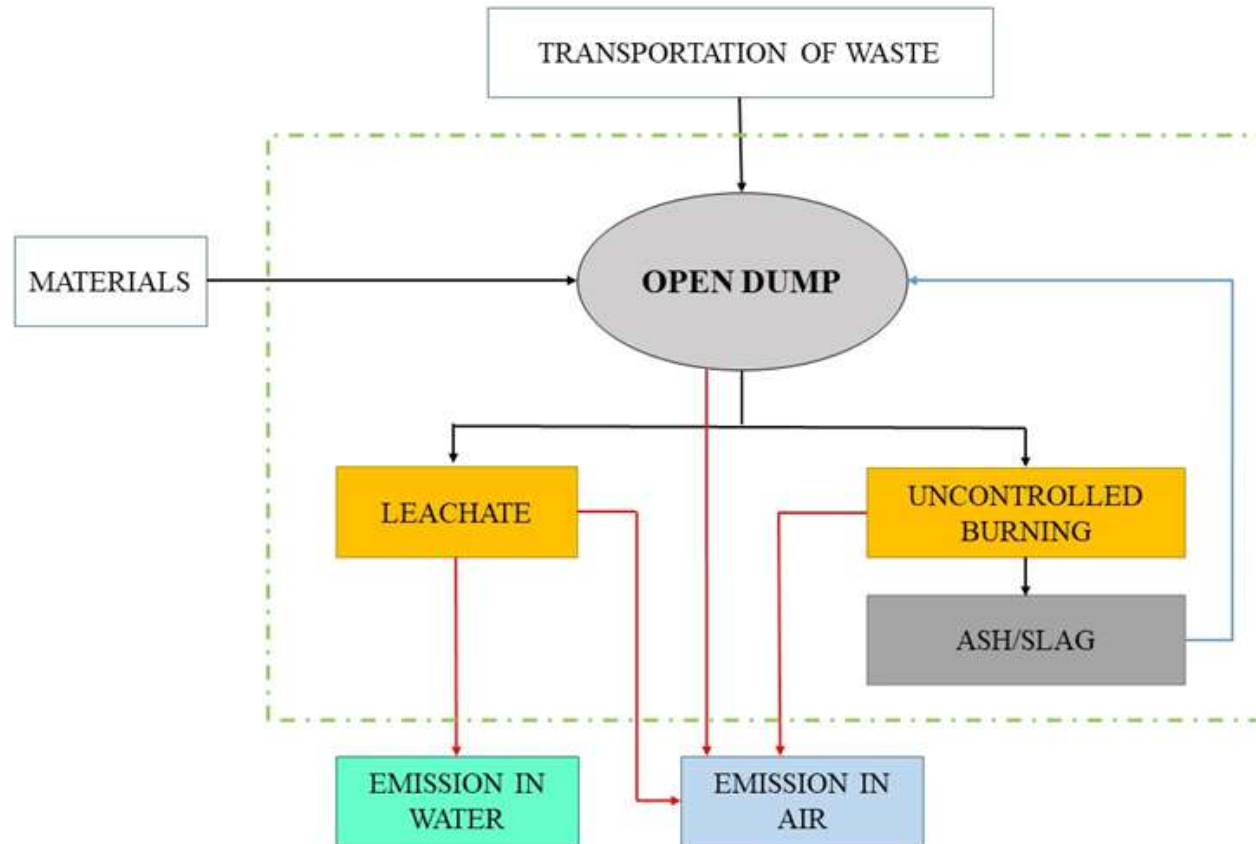 TRANSPORTATION OF WASTE
MATERIALS
OPEN DUMP
LEACHATE
UNCONTROLLED
BURNING
ASH/SLAG
EMISSION IN
WATER
EMISSION IN
AIR